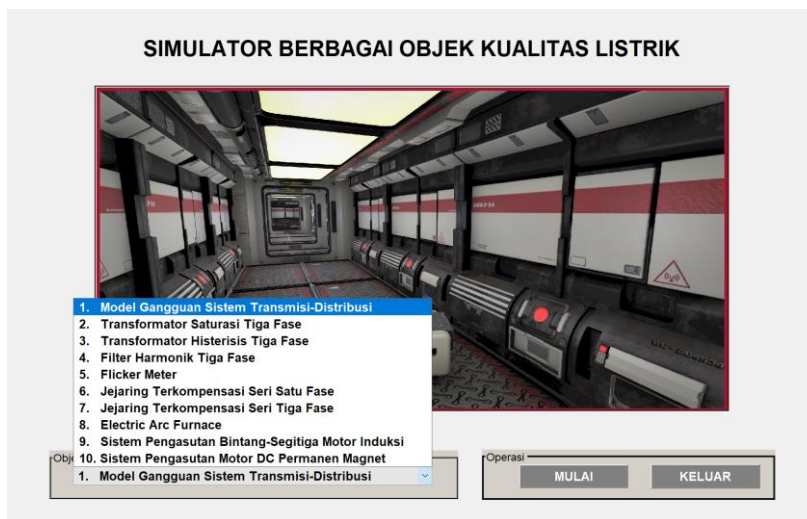 SIMULATOR BERBAGAI OBJEK KUALITAS LISTRIK
1. Model Gangguan Sistem Transmisi-Distribusi
2. Transformator Saturasi Tiga Fase
3. Transformator Histerisis Tiga Fase
4. Filter Harmonik Tiga Fase
5. Flicker Meter
6. Jejaring Terkompensasi Seri Satu Fase
7. Jejaring Terkompensasi Seri Tiga Fase
8. Electric Arc Furnace
9. Sistem Pengasutan Bintang-Segitiga Motor Induksi
10. Sistem Pengasutan Motor DC Permanen Magnet
1. Model Gangguan Sistem Transmisi-Distribusi
Operasi
MULAI KELUAR